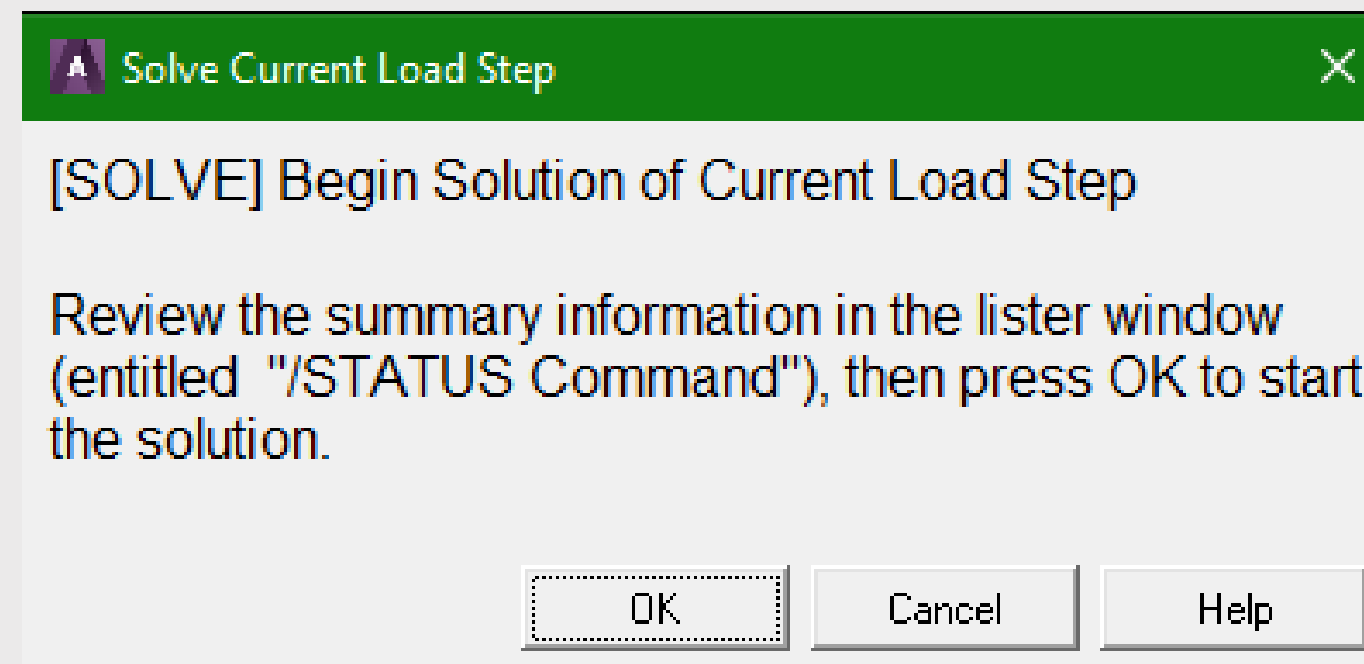 A Solve Current Load Step
[SOLVE] Begin Solution of Current Load Step
Review the summary information in the lister window
(entitled  "/STATUS Command"), then press OK to start
the solution.
OK Cancel Help